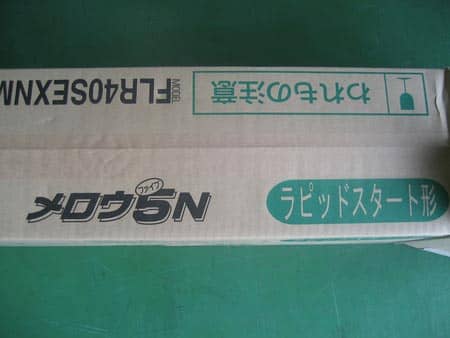 われもの注意
MODEL
FLR40SEXNM
メロウ5N
ファイブ
ラピッドスタート形